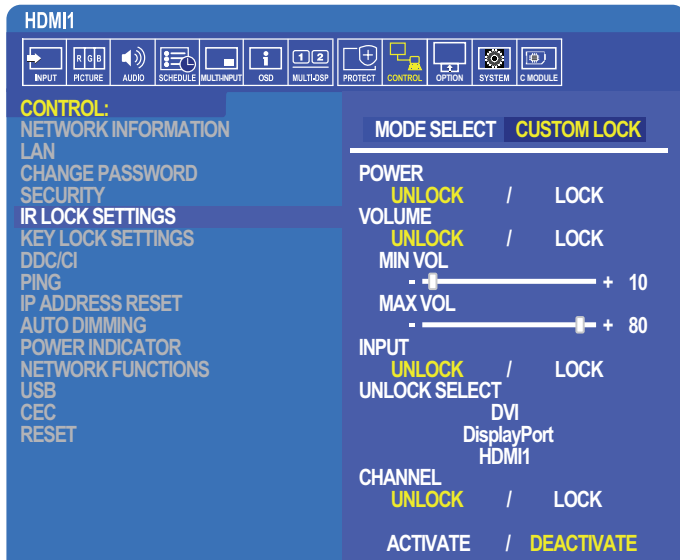 HDMI1
INPUT RGB PICTURE AUDIO SCHEDULE MULTI-INPUT OSD 12 MULTI-DSP PROTECT CONTROL OPTION SYSTEM C MODULE
CONTROL:
NETWORK INFORMATION
LAN
CHANGE PASSWORD
SECURITY
IR LOCK SETTINGS
KEY LOCK SETTINGS
DDC/CI
PING
IP ADDRESS RESET
AUTO DIMMING
POWER INDICATOR
NETWORK FUNCTIONS
USB
CEC
RESET
MODE SELECT CUSTOM LOCK
POWER
UNLOCK / LOCK
VOLUME
UNLOCK / LOCK
MIN VOL
- + 10
MAX VOL
- + 80
INPUT
UNLOCK / LOCK
UNLOCK SELECT
DVI
DisplayPort
HDMI1
CHANNEL
UNLOCK / LOCK
ACTIVATE / DEACTIVATE